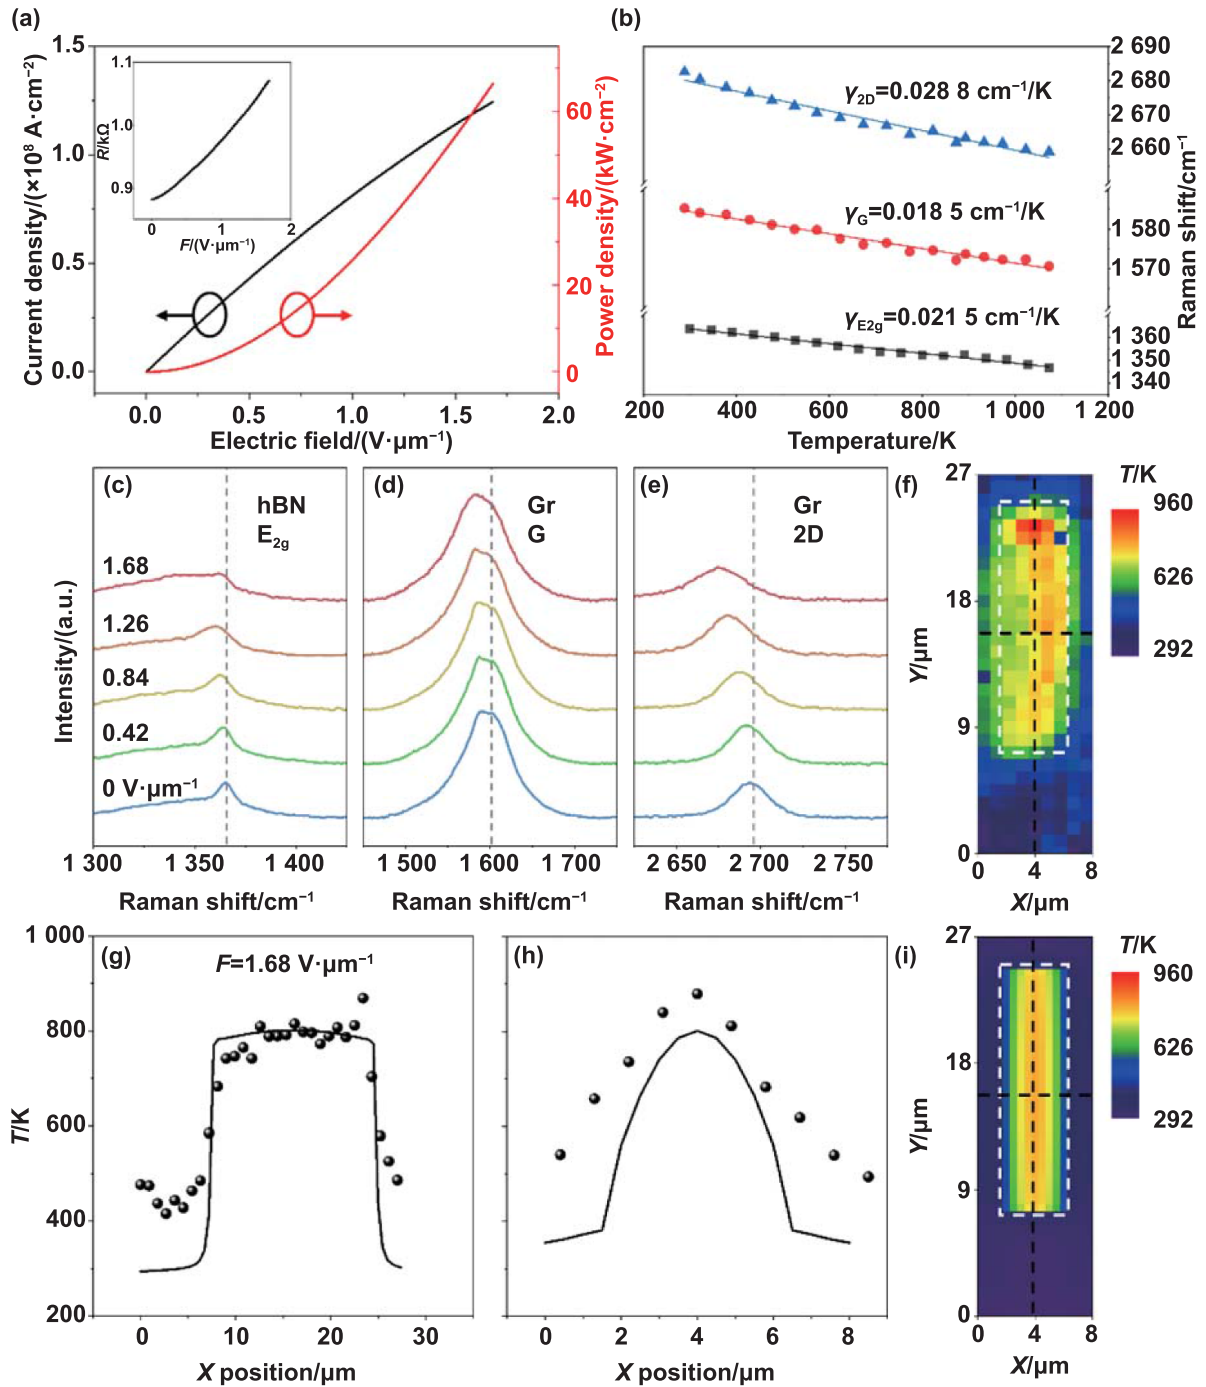 (a)
1.5
1.0
0.5
0.0
Current density/(×10⁸ A·cm⁻²)
0.0 0.5 1.0 1.5 2.0
Electric field/(V·μm⁻¹)
60
40
20
0
Power density/(kW·cm⁻²)
1.1
1.0
0.9
R/kΩ
0 1 2
F/(V·μm⁻¹)
(b)
γ2D=0.028 8 cm⁻¹/K
γG=0.018 5 cm⁻¹/K
γE2g=0.021 5 cm⁻¹/K
2 690
2 680
2 670
2 660
1 580
1 570
1 360
1 350
1 340
Raman shift/cm⁻¹
200 400 600 800 1 000 1 200
Temperature/K
(c)
hBN
E2g
1.68
1.26
0.84
0.42
0 V·μm⁻¹
Intensity/(a.u.)
1 300 1 350 1 400
Raman shift/cm⁻¹
(d)
Gr
G
1 500 1 600 1 700
Raman shift/cm⁻¹
(e)
Gr
2D
2 650 2 700 2 750
Raman shift/cm⁻¹
(f)
27
18
9
0
Y/μm
0 4 8
X/μm
T/K
960
626
292
(g)
F=1.68 V·μm⁻¹
1 000
800
600
400
200
T/K
0 10 20 30
X position/μm
(h)
0 2 4 6 8
X position/μm
(i)
27
18
9
0
Y/μm
0 4 8
X/μm
T/K
960
626
292